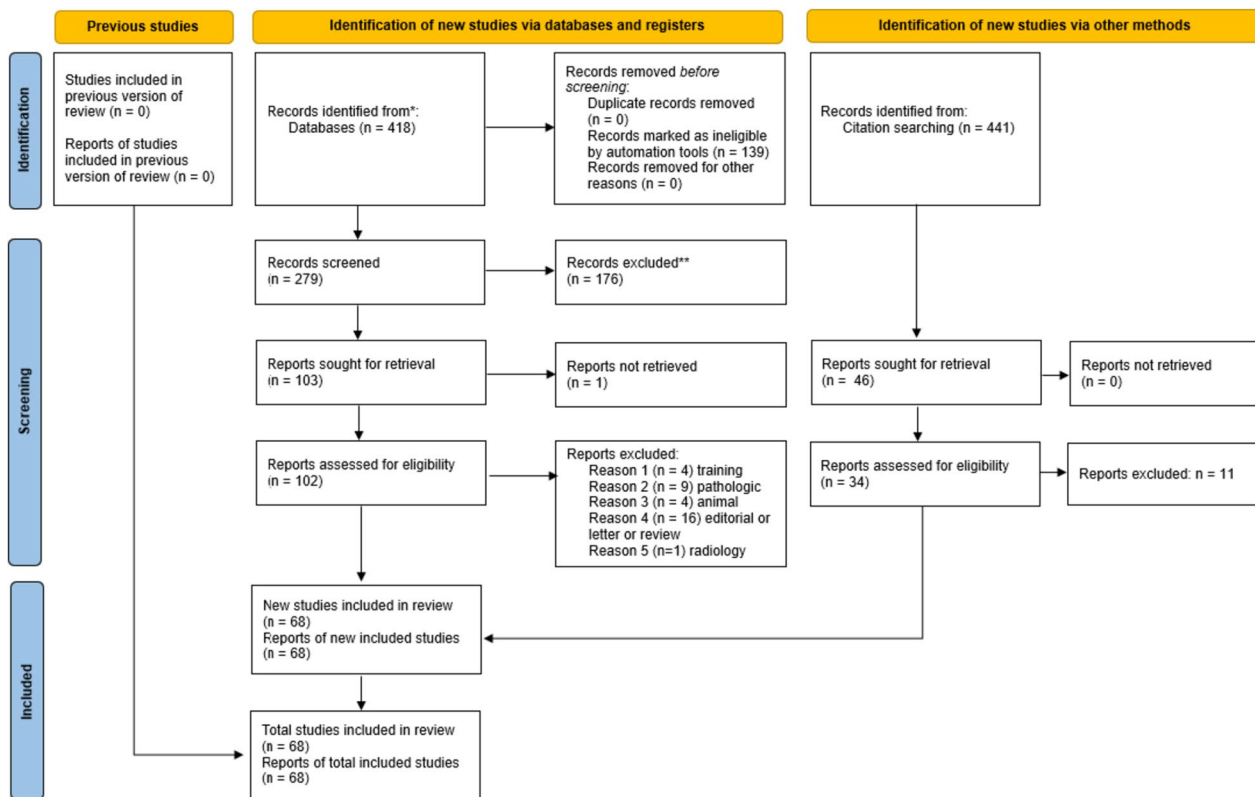 Previous studies
Identification of new studies via databases and registers
Identification of new studies via other methods
Identification
Studies included in
previous version of
review (n = 0)
Reports of studies
included in previous
version of review (n = 0)
Records identified from*:
Databases (n = 418)
Records removed before
screening:
Duplicate records removed
(n = 0)
Records marked as ineligible
by automation tools (n = 139)
Records removed for other
reasons (n = 0)
Records identified from:
Citation searching (n = 441)
Screening
Records screened
(n = 279)
Records excluded**
(n = 176)
Reports sought for retrieval
(n = 103)
Reports not retrieved
(n = 1)
Reports sought for retrieval
(n = 46)
Reports not retrieved
(n = 0)
Reports assessed for eligibility
(n = 102)
Reports excluded:
Reason 1 (n = 4) training
Reason 2 (n = 9) pathologic
Reason 3 (n = 4) animal
Reason 4 (n = 16) editorial or
letter or review
Reason 5 (n=1) radiology
Reports assessed for eligibility
(n = 34)
Reports excluded: n = 11
Included
New studies included in review
(n = 68)
Reports of new included studies
(n = 68)
Total studies included in review
(n = 68)
Reports of total included studies
(n = 68)